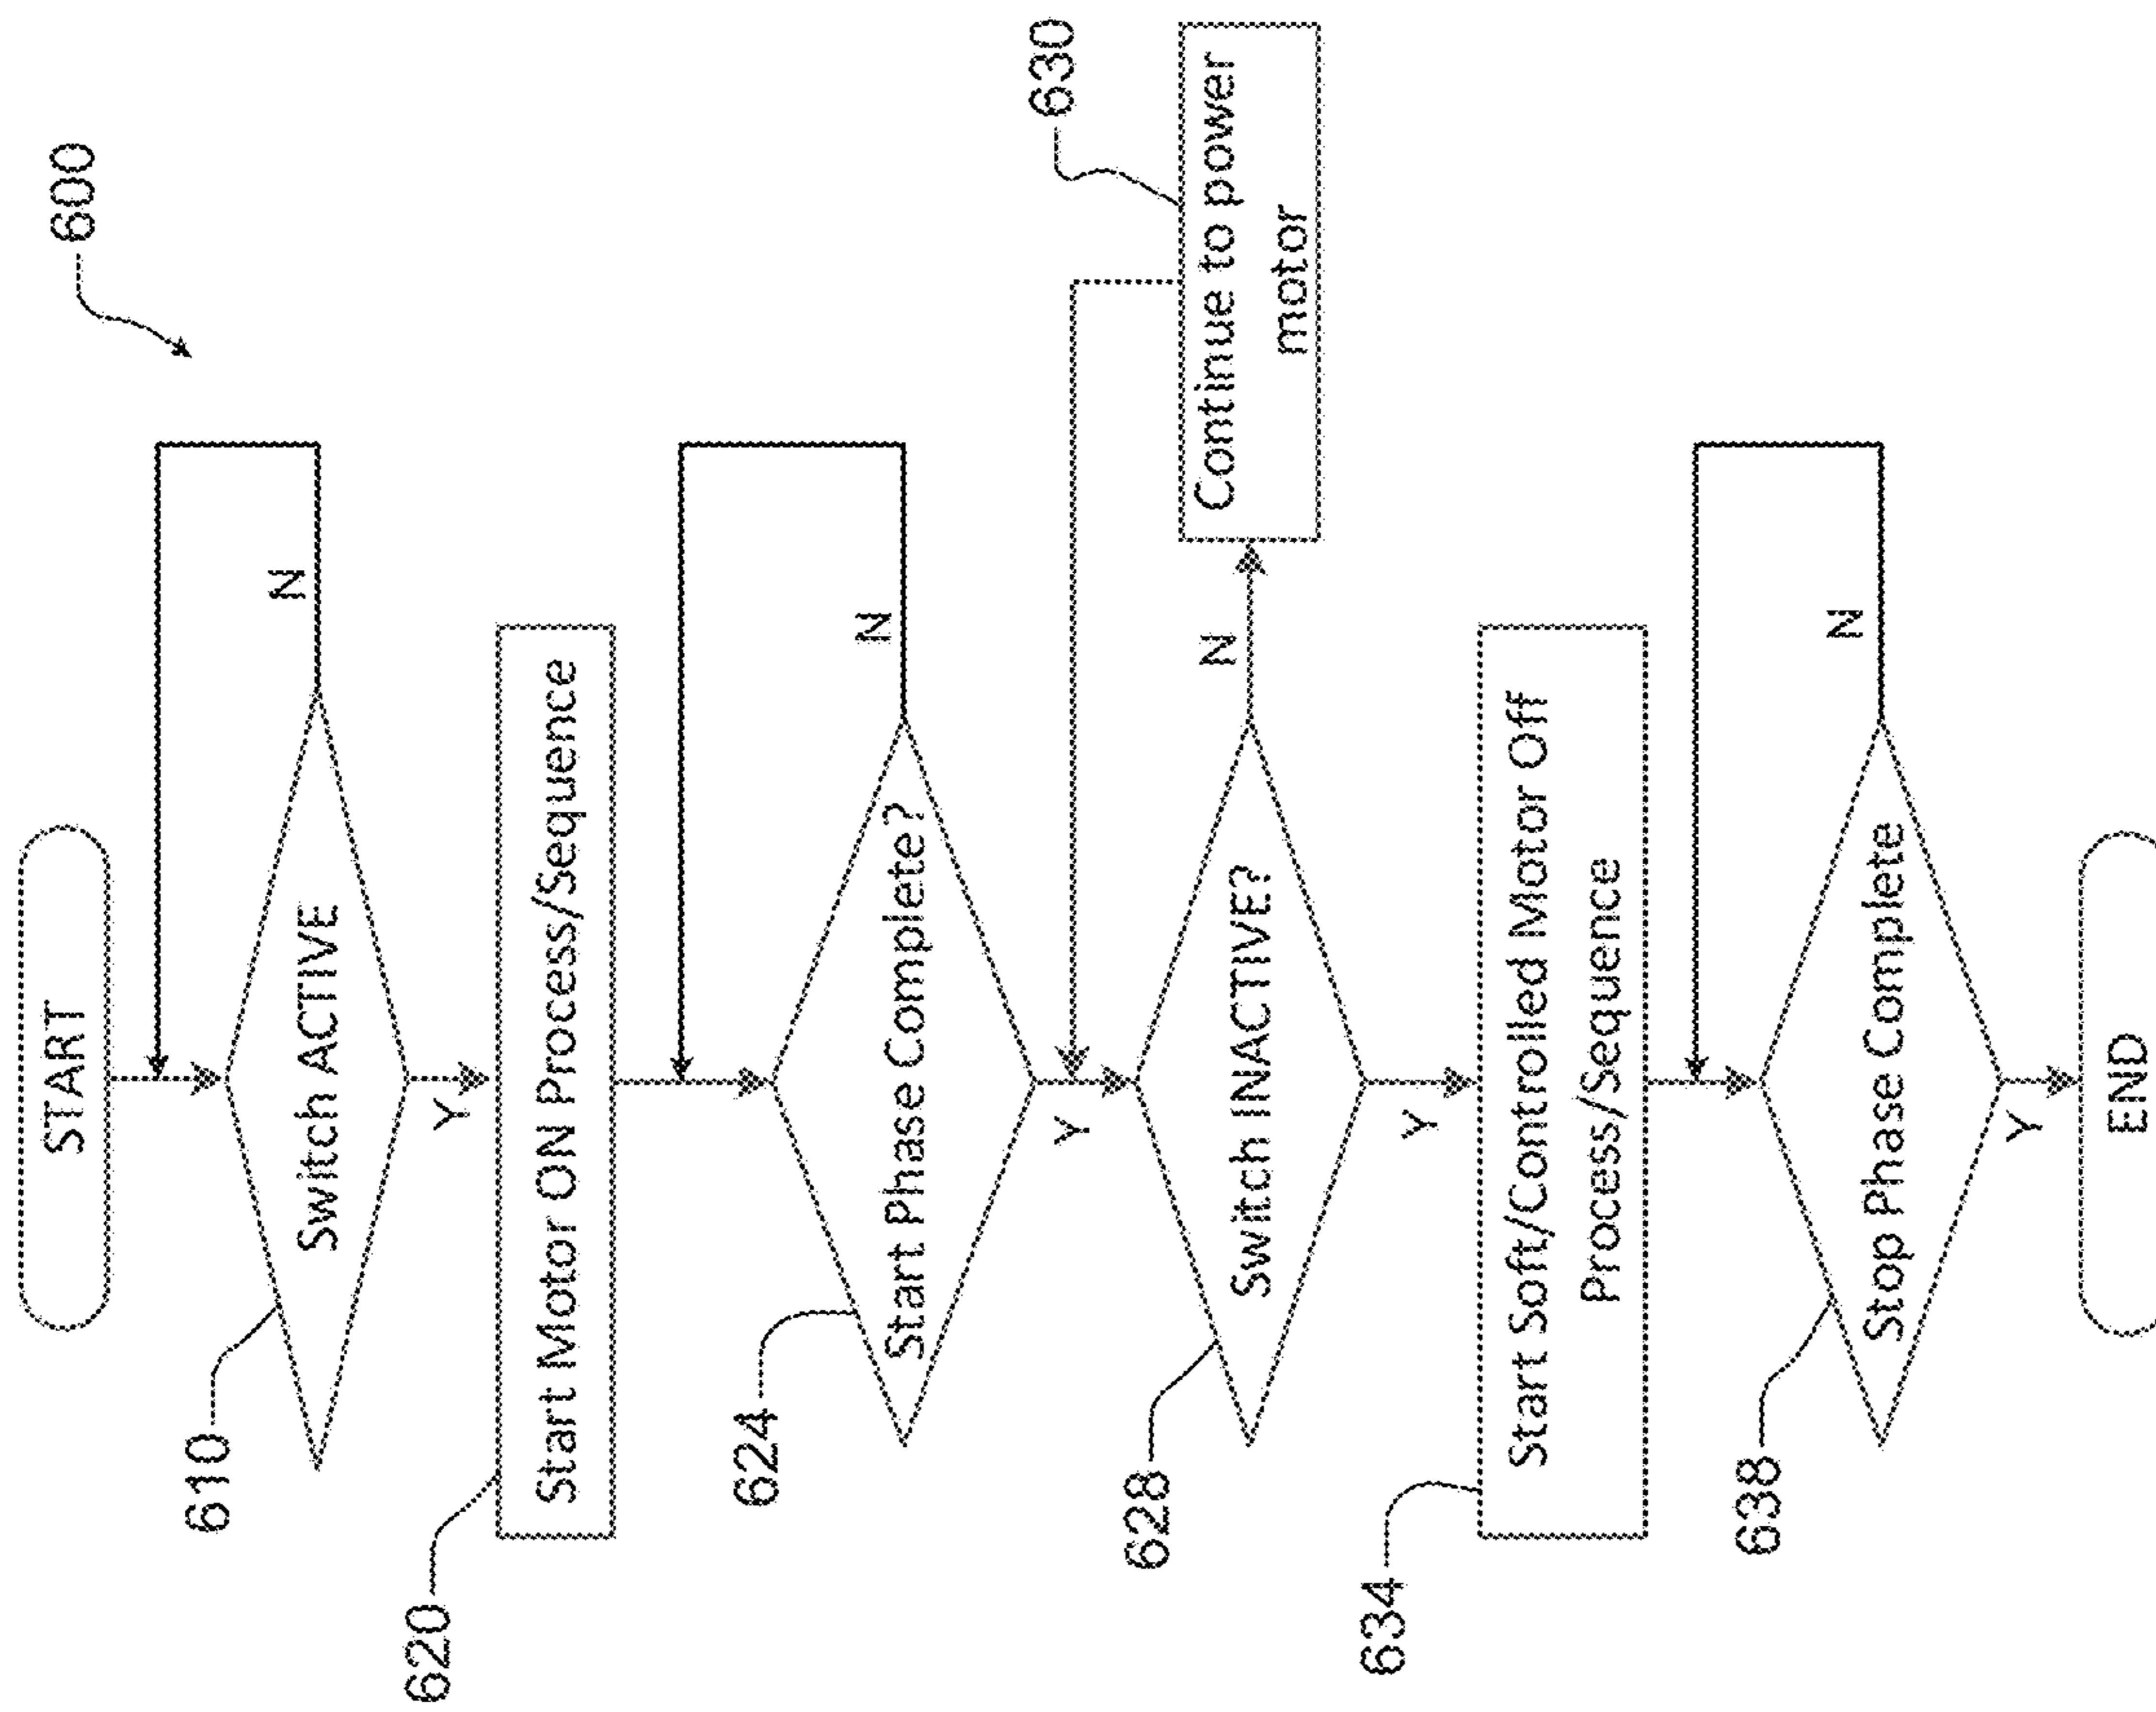 600
START
610
Switch ACTIVE
N
Y
620
Start Motor ON Process/Sequence
624
Start Phase Complete?
N
Y
628
Switch INACTIVE?
N
630
Continue to power
motor
Y
634
Start Soft/Controlled Motor Off
Process/Sequence
638
Stop Phase Complete
N
Y
END